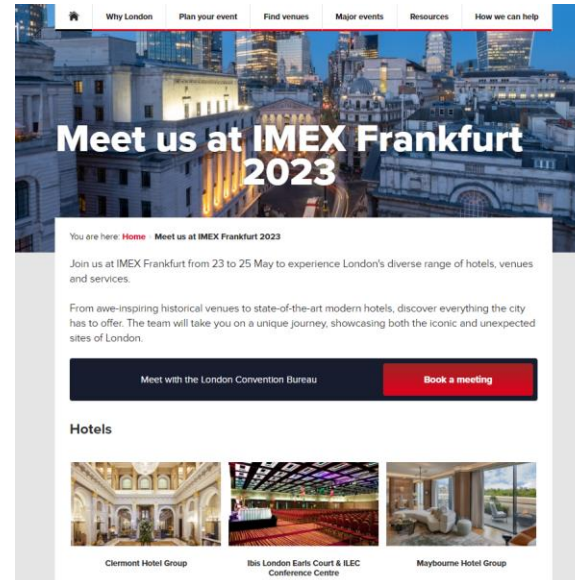 Why London Plan your event Find venues Major events Resources How we can help
Meet us at IMEX Frankfurt
2023
You are here: Home - Meet us at IMEX Frankfurt 2023
Join us at IMEX Frankfurt from 23 to 25 May to experience London's diverse range of hotels, venues
and services.
From awe-inspiring historical venues to state-of-the-art modern hotels, discover everything the city
has to offer. The team will take you on a unique journey, showcasing both the iconic and unexpected
sites of London.
Meet with the London Convention Bureau Book a meeting
Hotels
Clermont Hotel Group
Ibis London Earls Court & ILEC
Conference Centre
Maybourne Hotel Group